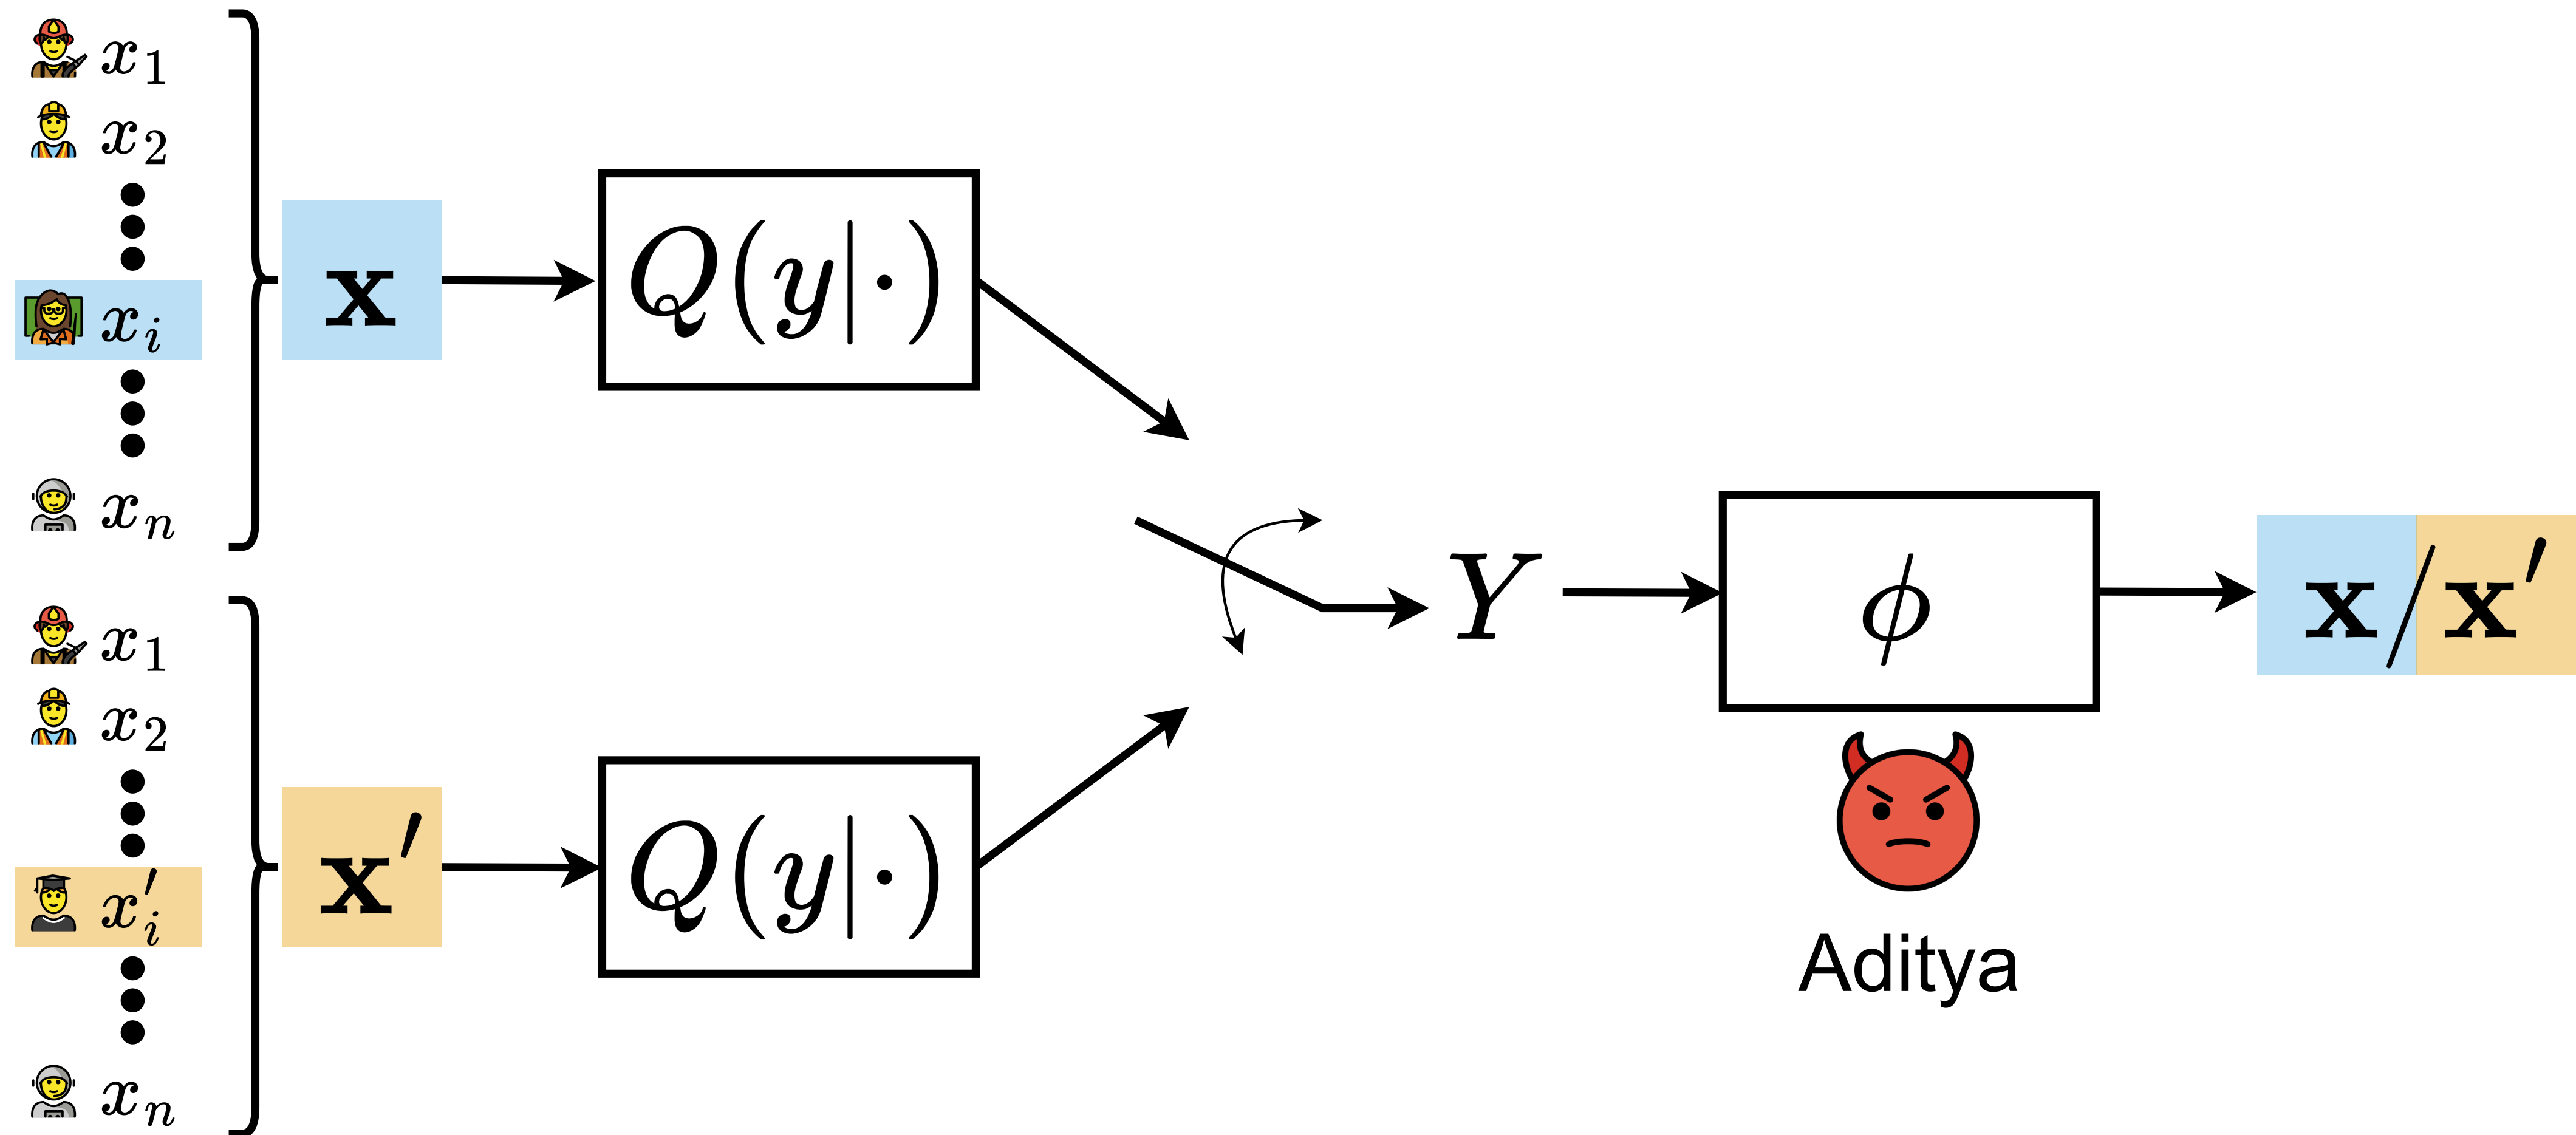 x₁
x₂
xᵢ
xₙ
𝐱
Q(y|·)
x₁
x₂
x′ᵢ
xₙ
𝐱′
Q(y|·)
Y
ϕ
𝐱/𝐱′
Aditya